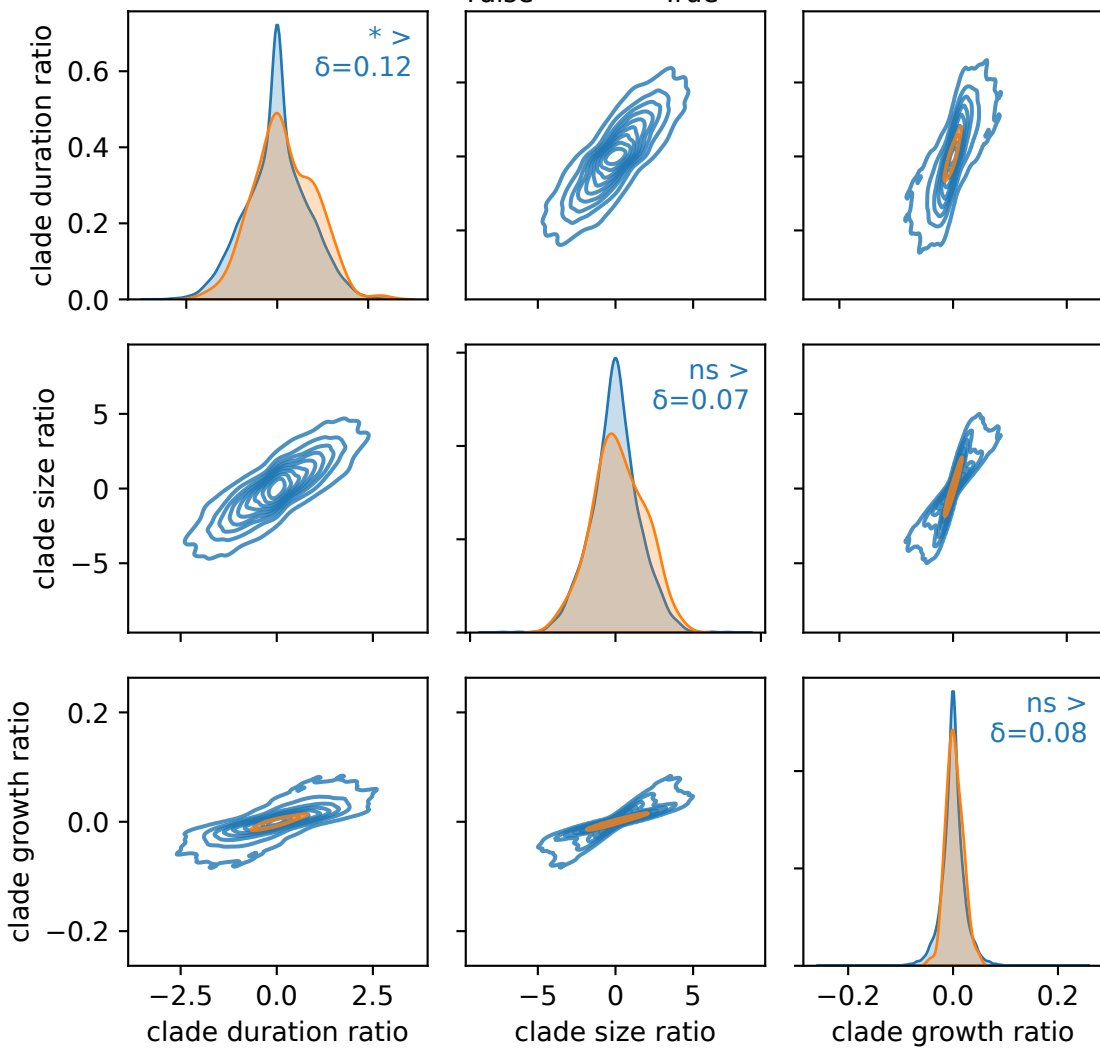 clade duration ratio
0.6
0.4
0.2
0.0
* >
δ=0.12
clade size ratio
5
0
−5
ns >
δ=0.07
clade growth ratio
0.2
0.0
−0.2
ns >
δ=0.08
−2.5 0.0 2.5
−5 0 5
−0.2 0.0 0.2
clade duration ratio
clade size ratio
clade growth ratio